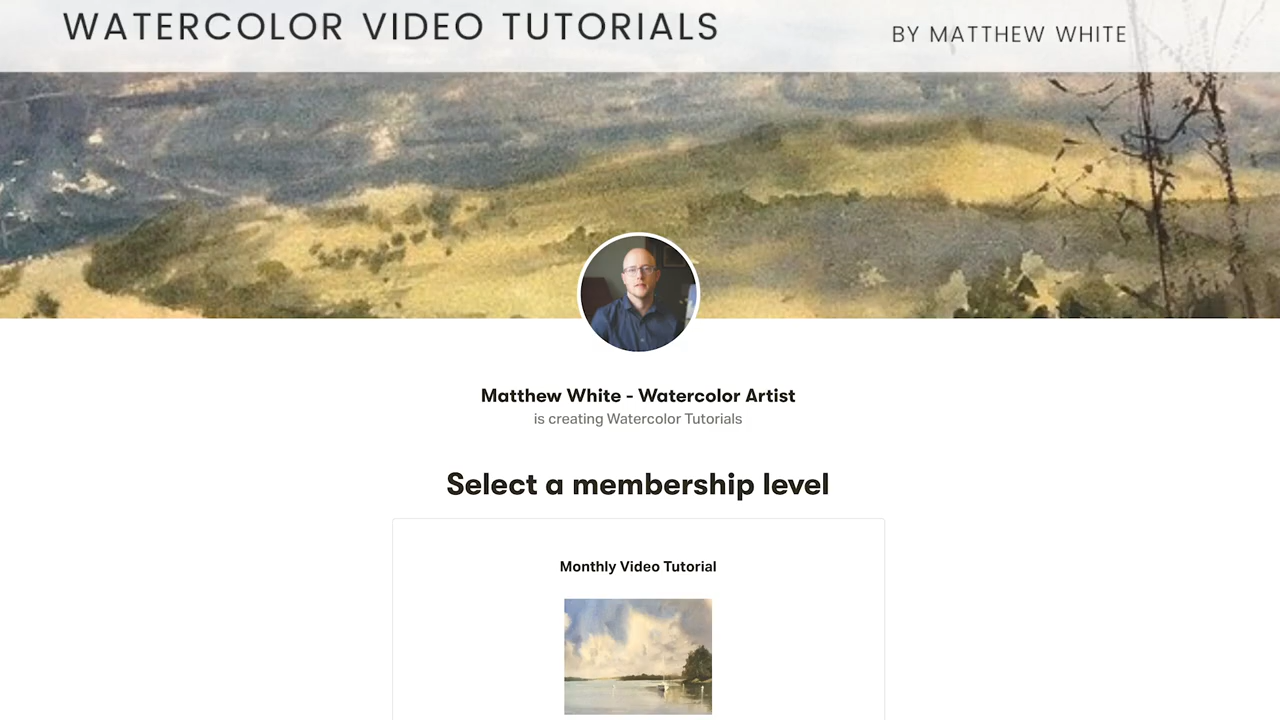 WATERCOLOR VIDEO TUTORIALS
BY MATTHEW WHITE
Matthew White - Watercolor Artist
is creating Watercolor Tutorials
Select a membership level
Monthly Video Tutorial